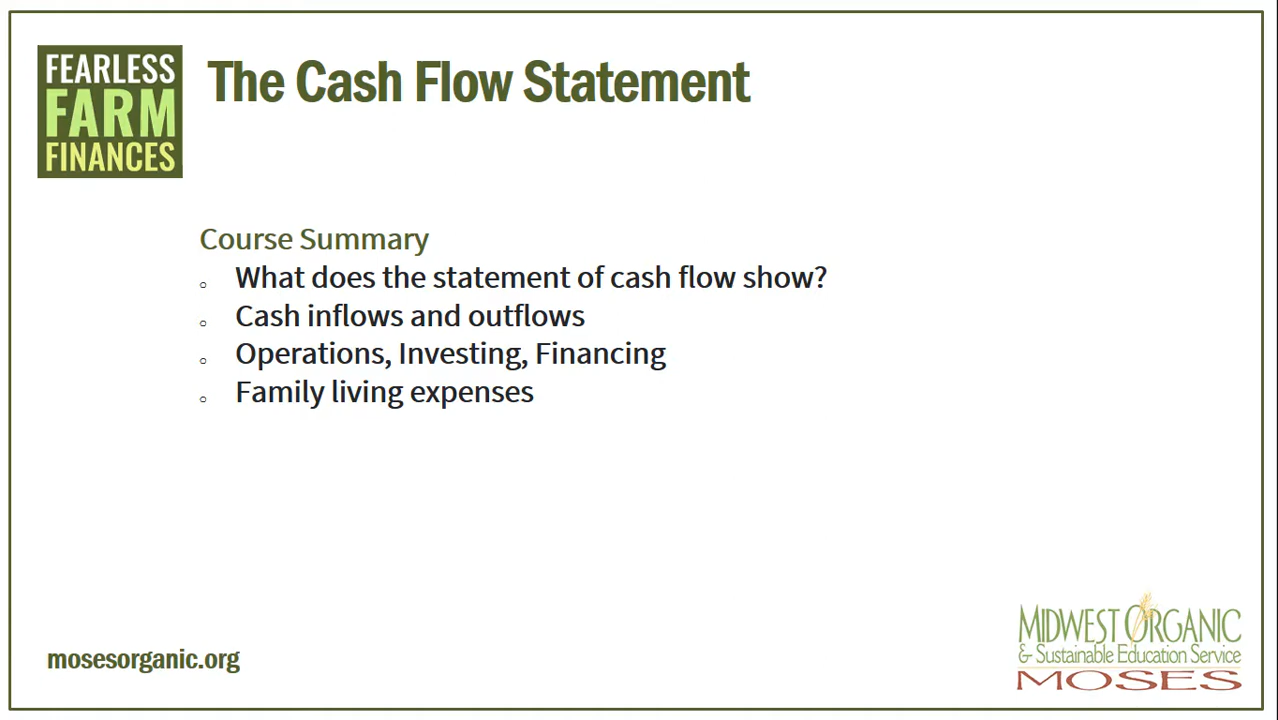 FEARLESS
FARM
FINANCES
The Cash Flow Statement
Course Summary
What does the statement of cash flow show?
Cash inflows and outflows
Operations, Investing, Financing
Family living expenses
mosesorganic.org
MIDWEST ORGANIC
& Sustainable Education Service
MOSES